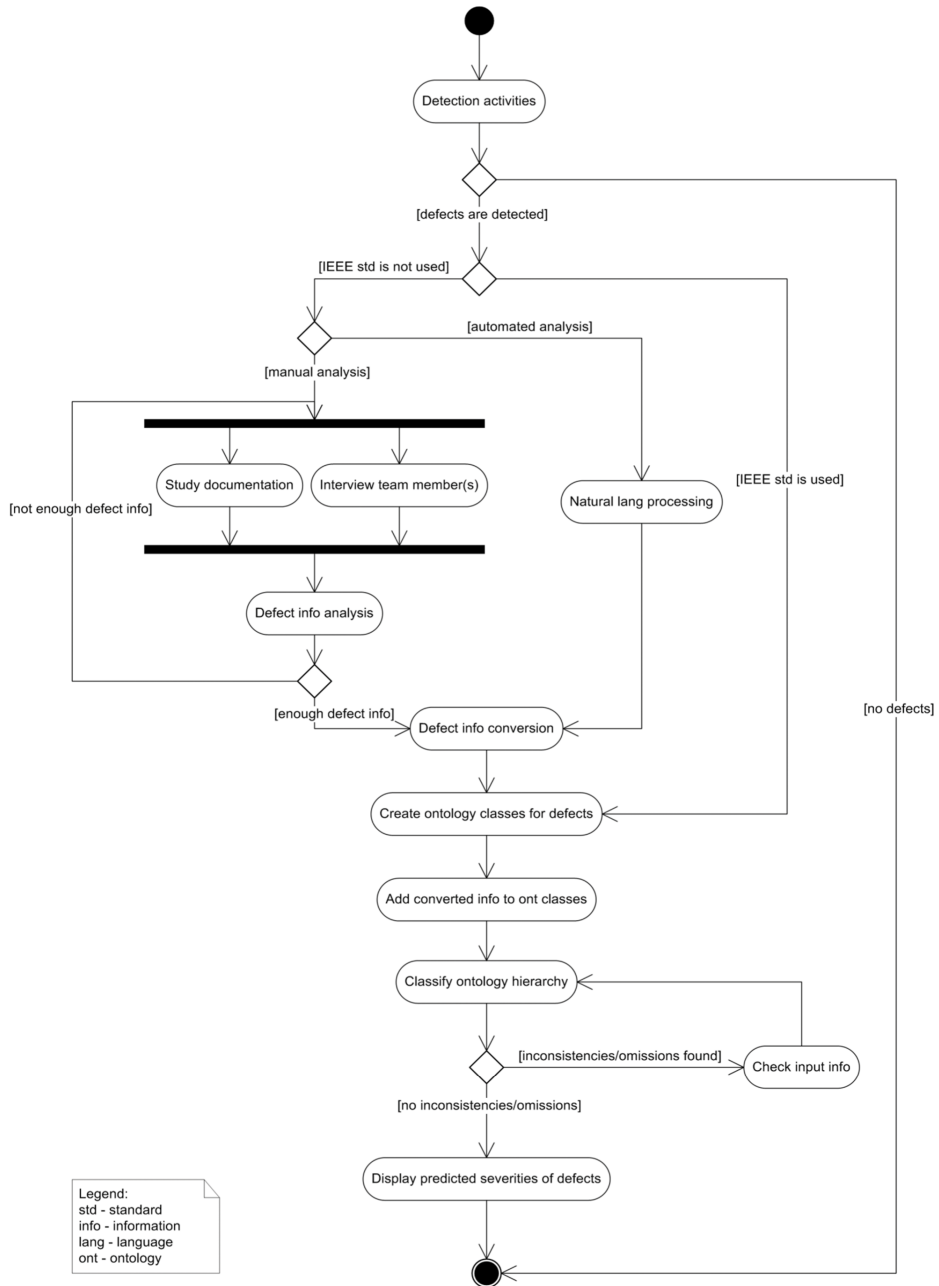 Detection activities
[defects are detected]
[IEEE std is not used]
[automated analysis]
[manual analysis]
Study documentation
Interview team member(s)
[IEEE std is used]
[not enough defect info]
Natural lang processing
Defect info analysis
[no defects]
[enough defect info]
Defect info conversion
Create ontology classes for defects
Add converted info to ont classes
Classify ontology hierarchy
[inconsistencies/omissions found]
Check input info
[no inconsistencies/omissions]
Display predicted severities of defects
Legend:
std - standard
info - information
lang - language
ont - ontology